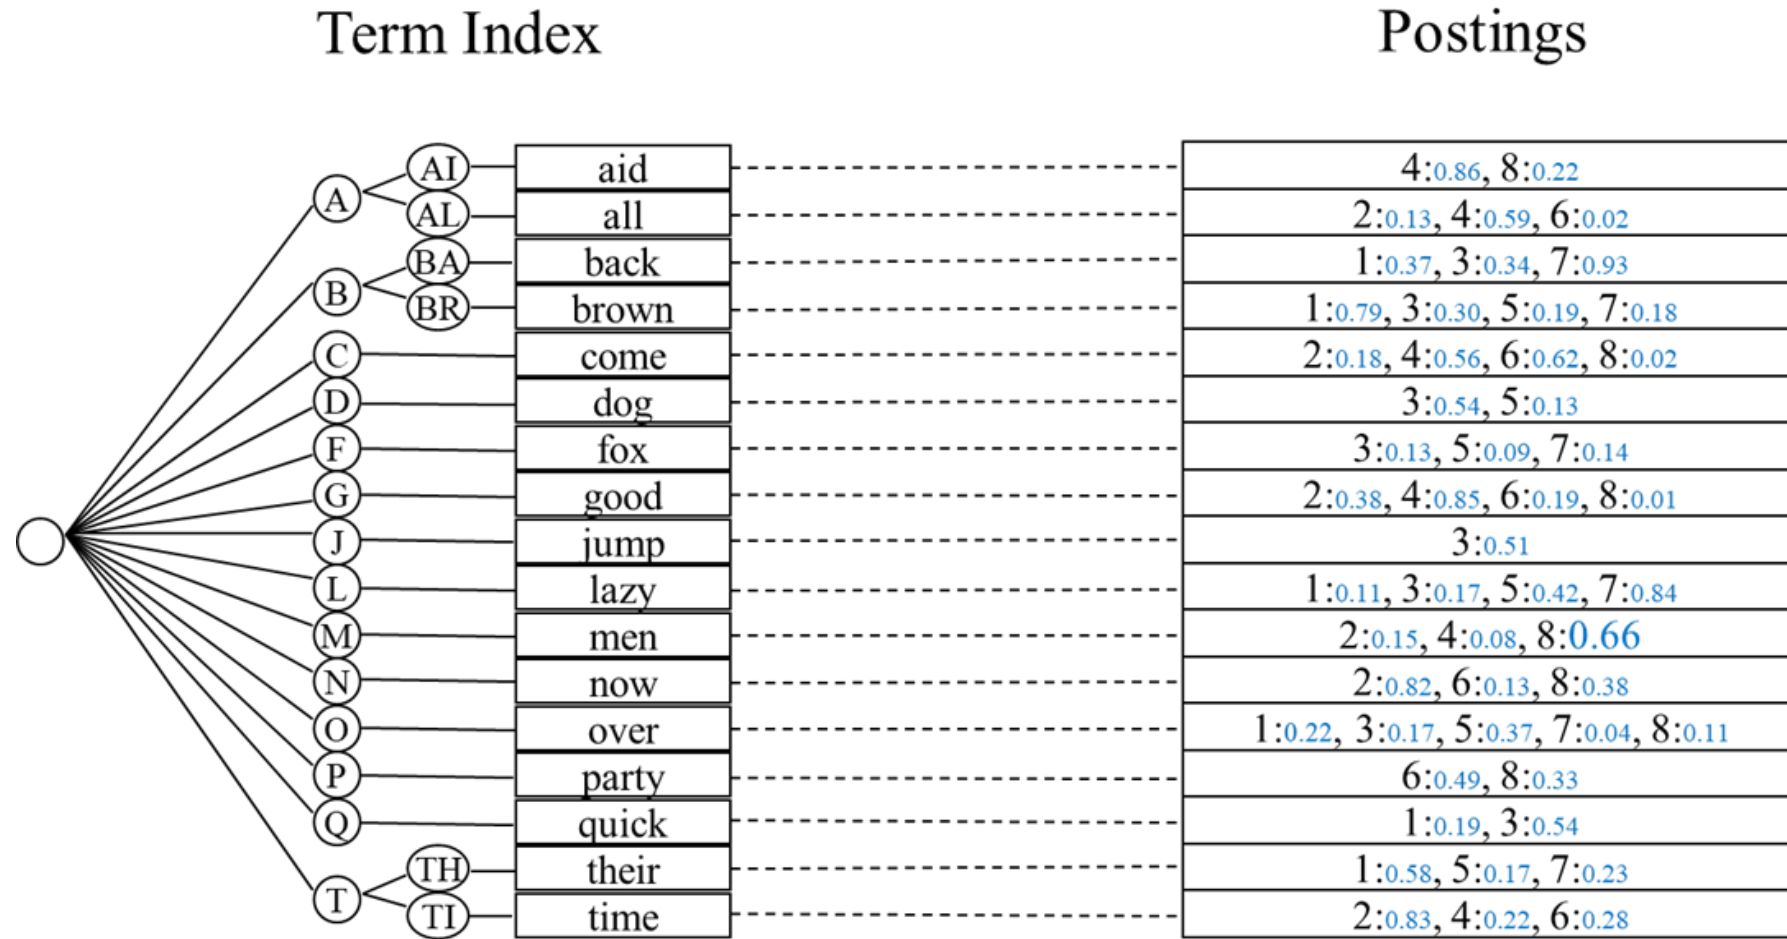 Term Index Postings
A AI aid 4:0.86, 8:0.22
AL all 2:0.13, 4:0.59, 6:0.02
B BA back 1:0.37, 3:0.34, 7:0.93
BR brown 1:0.79, 3:0.30, 5:0.19, 7:0.18
C come 2:0.18, 4:0.56, 6:0.62, 8:0.02
D dog 3:0.54, 5:0.13
F fox 3:0.13, 5:0.09, 7:0.14
G good 2:0.38, 4:0.85, 6:0.19, 8:0.01
J jump 3:0.51
L lazy 1:0.11, 3:0.17, 5:0.42, 7:0.84
M men 2:0.15, 4:0.08, 8:0.66
N now 2:0.82, 6:0.13, 8:0.38
O over 1:0.22, 3:0.17, 5:0.37, 7:0.04, 8:0.11
P party 6:0.49, 8:0.33
Q quick 1:0.19, 3:0.54
T TH their 1:0.58, 5:0.17, 7:0.23
TI time 2:0.83, 4:0.22, 6:0.28